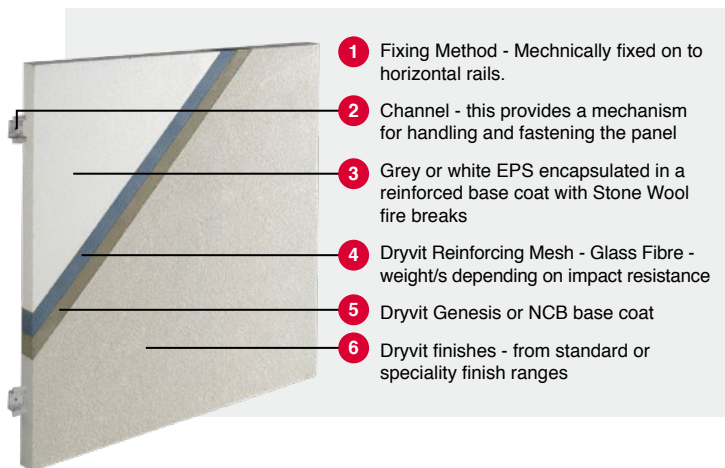 1 Fixing Method - Mechnically fixed on to
horizontal rails.
2 Channel - this provides a mechanism
for handling and fastening the panel
3 Grey or white EPS encapsulated in a
reinforced base coat with Stone Wool
fire breaks
4 Dryvit Reinforcing Mesh - Glass Fibre -
weight/s depending on impact resistance
5 Dryvit Genesis or NCB base coat
6 Dryvit finishes - from standard or
speciality finish ranges